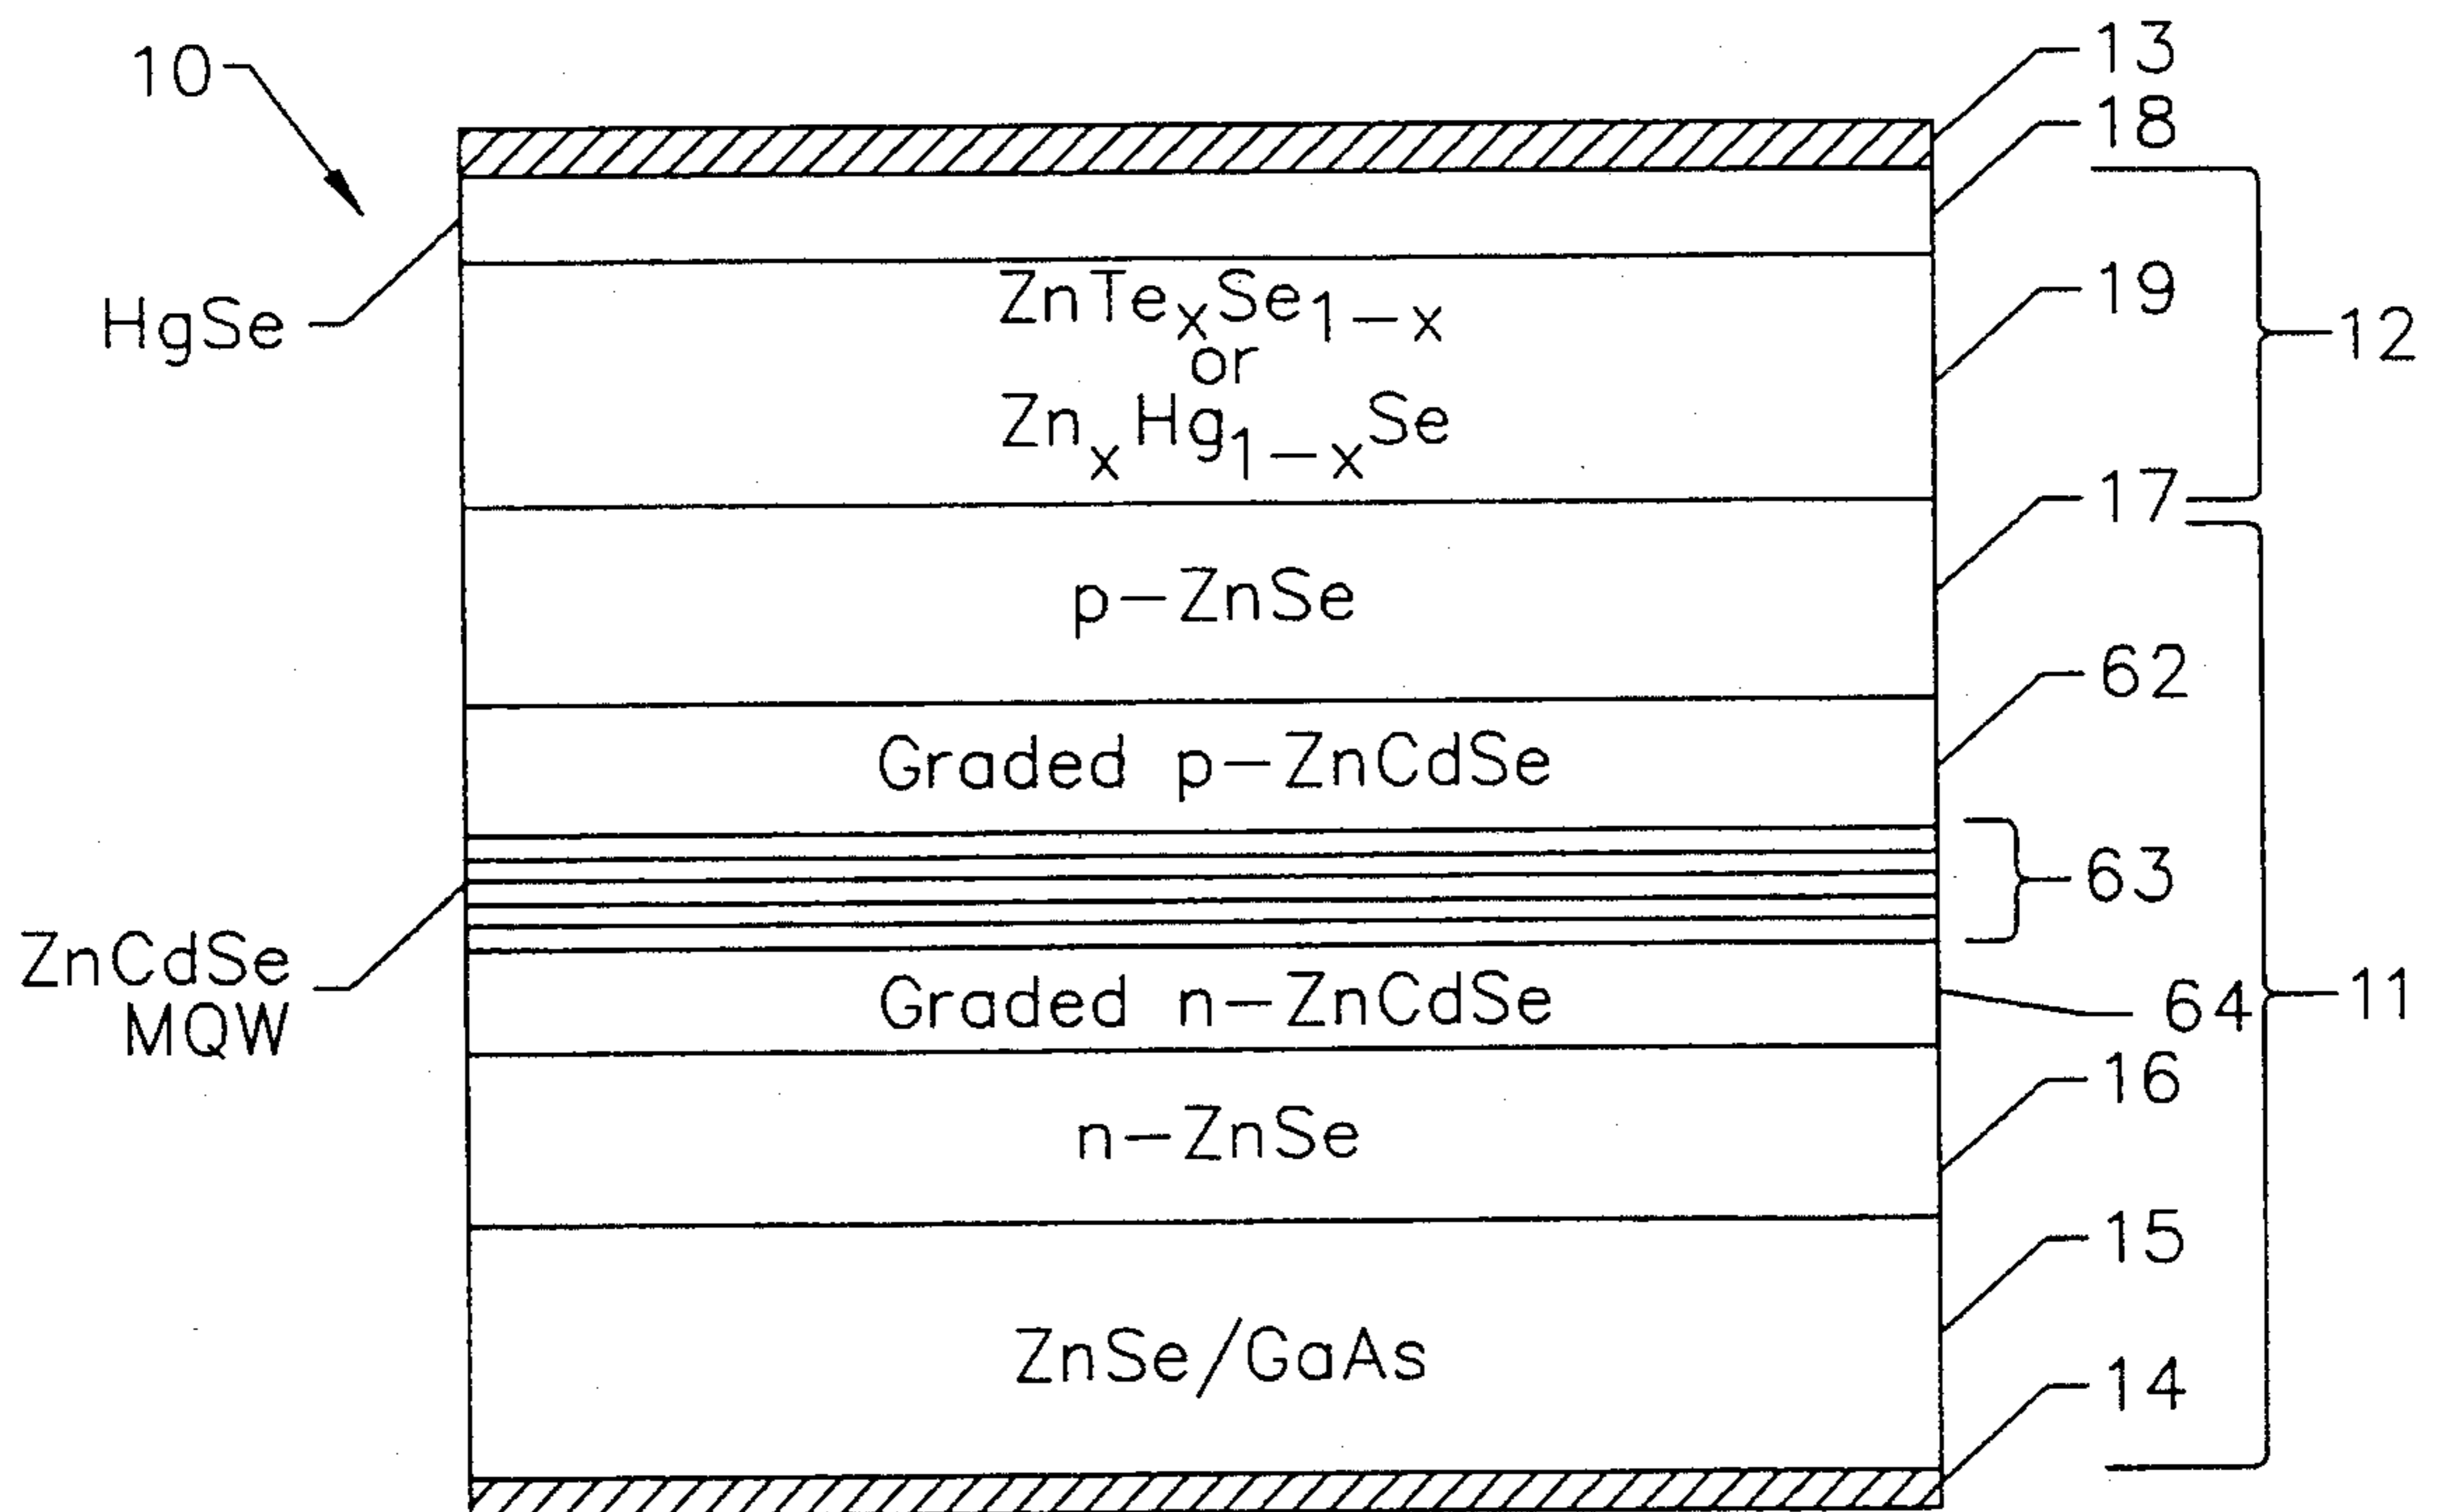 13
10
18
ZnTeₓSe₁₋ₓ
19
HgSe
12
or
ZnₓHg₁₋ₓSe
17
p-ZnSe
62
Graded p-ZnCdSe
63
ZnCdSe
MQW
Graded n-ZnCdSe
64
11
16
n-ZnSe
15
ZnSe/GaAs
14